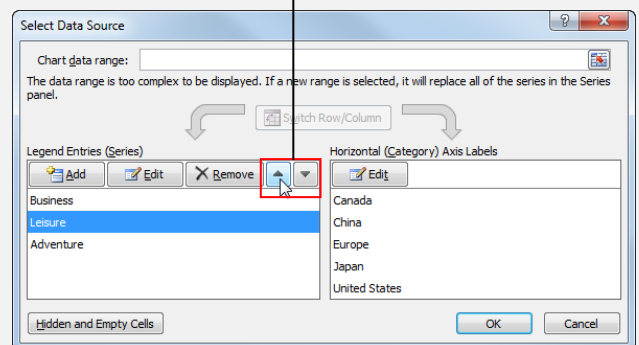 Select Data Source
Chart data range:
The data range is too complex to be displayed. If a new range is selected, it will replace all of the series in the Series
panel.
Switch Row/Column
Legend Entries (Series)
Add Edit Remove
Business
Leisure
Adventure
Horizontal (Category) Axis Labels
Edit
Canada
China
Europe
Japan
United States
Hidden and Empty Cells
OK Cancel